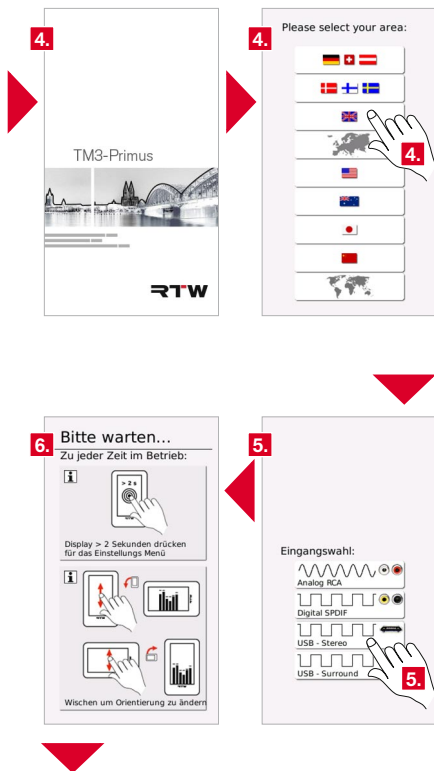 4.
TM3-Primus
RTW
4.
Please select your area:
4.
6.
Bitte warten...
Zu jeder Zeit im Betrieb:
i
> 2 s
Display > 2 Sekunden drücken
für das Einstellungs Menü
i
Wischen um Orientierung zu ändern
5.
Eingangswahl:
Analog RCA
Digital SPDIF
USB - Stereo
USB - Surround
5.